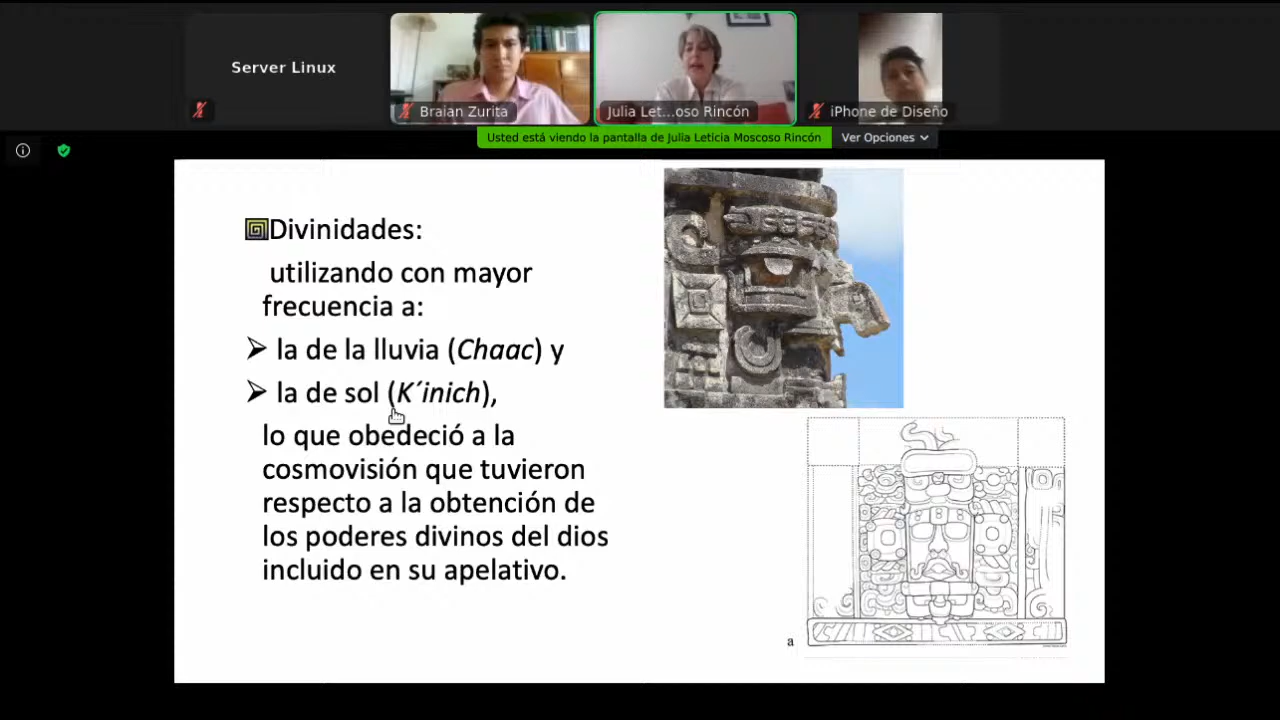 Server Linux
Braian Zurita
Julia Let...oso Rincón
iPhone de Diseño
Usted está viendo la pantalla de Julia Leticia Moscoso Rincón
Ver Opciones
Divinidades:
utilizando con mayor
frecuencia a:
la de la lluvia (Chaac) y
la de sol (K´inich),
lo que obedeció a la
cosmovisión que tuvieron
respecto a la obtención de
los poderes divinos del dios
incluido en su apelativo.
a